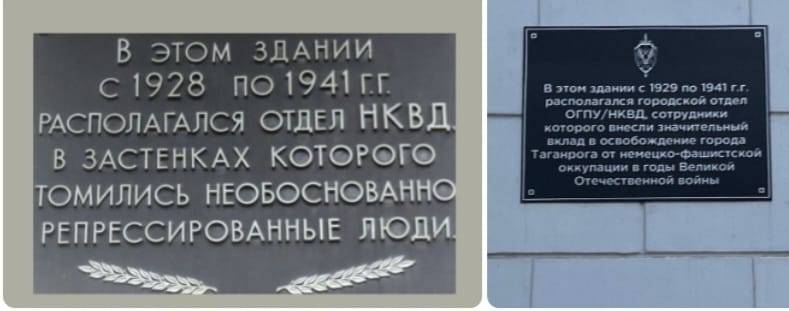 В ЭТОМ ЗДАНИИ
С 1928 ПО 1941 Г.Г.
РАСПОЛАГАЛСЯ ОТДЕЛ НКВД.
В ЗАСТЕНКАХ КОТОРОГО
ТОМИЛИСЬ НЕОБОСНОВАННО
РЕПРЕССИРОВАННЫЕ ЛЮДИ.
В этом здании с 1929 по 1941 г.г.
располагался городской отдел
ОГПУ/НКВД, сотрудники
которого внесли значительный
вклад в освобождение города
Таганрога от немецко-фашистской
оккупации в годы Великой
Отечественной войны